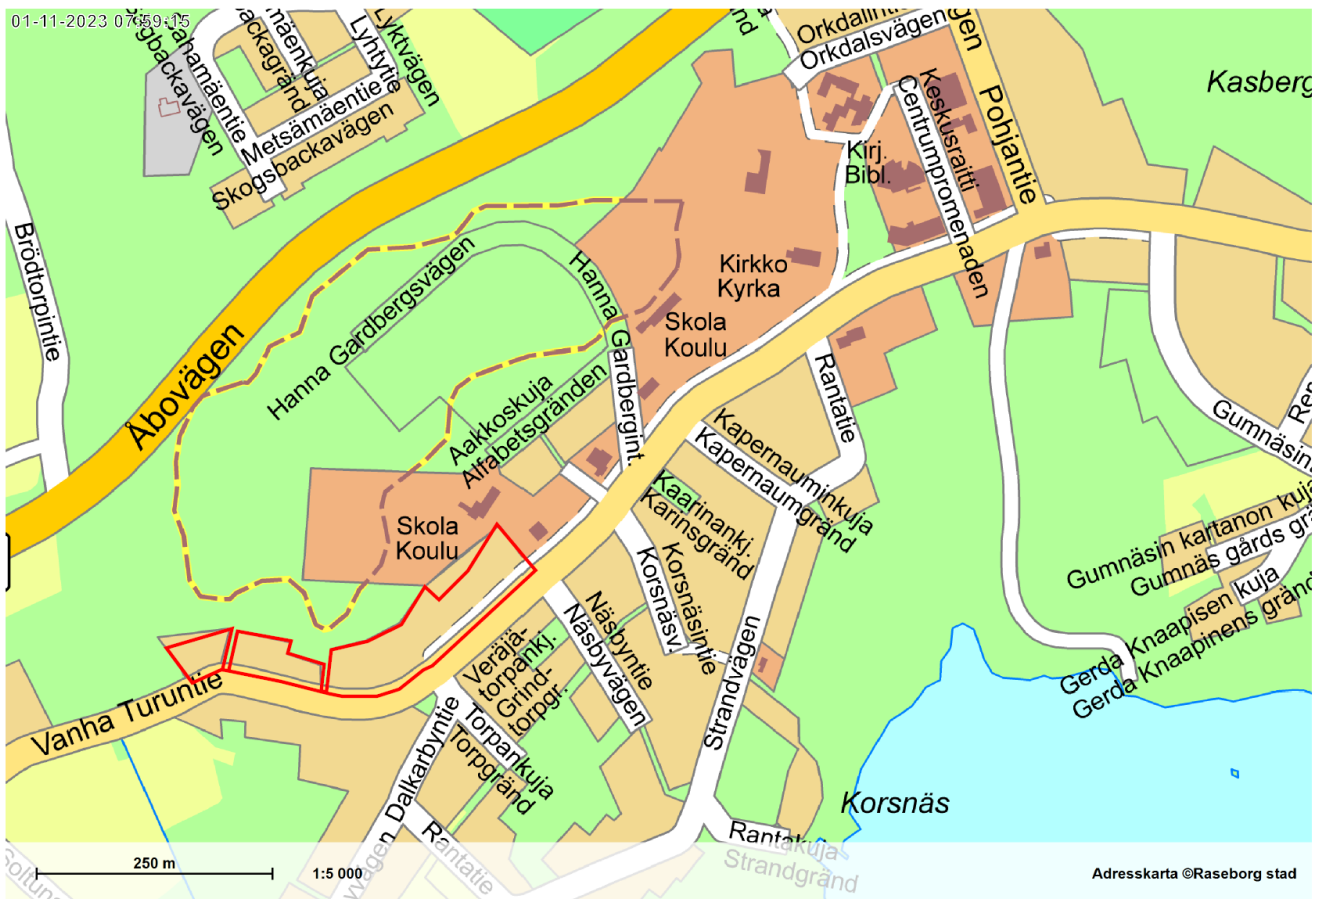 01-11-2023 07:59:15
Lyhtytie
Lyktvägen
Metsämäentie
Skogsbackavägen
Orkdalsvägen
Kasberg
Keskusraitti
Centrumpromenaden
Pohjantie
Kirj.
Bibl.
Brödtorpintie
Åbovägen
Hanna Gardbergsvägen
Hanna Gardbergint.
Kirkko
Kyrka
Skola
Koulu
Aakkoskuja
Alfabetsgränden
Rantatie
Kapernauminkuja
Kapernaumgränd
Kaarinankj.
Karinsgränd
Skola
Koulu
Korsnäsv.
Korsnäsintie
Näsbyntie
Näsbyvägen
Veräjä-
torpankj.
Grind-
torpgr.
Strandvägen
Vanha Turuntie
Dalkarbyntie
Torpankuja
Torpgränd
Gumnäsin kartanon kuja
Gumnäs gårds grä
Gerda Knaapisen kuja
Gerda Knaapinens gränd
Korsnäs
Rantatie
Rantakuja
Strandgränd
250 m
1:5 000
Adresskarta ©Raseborg stad